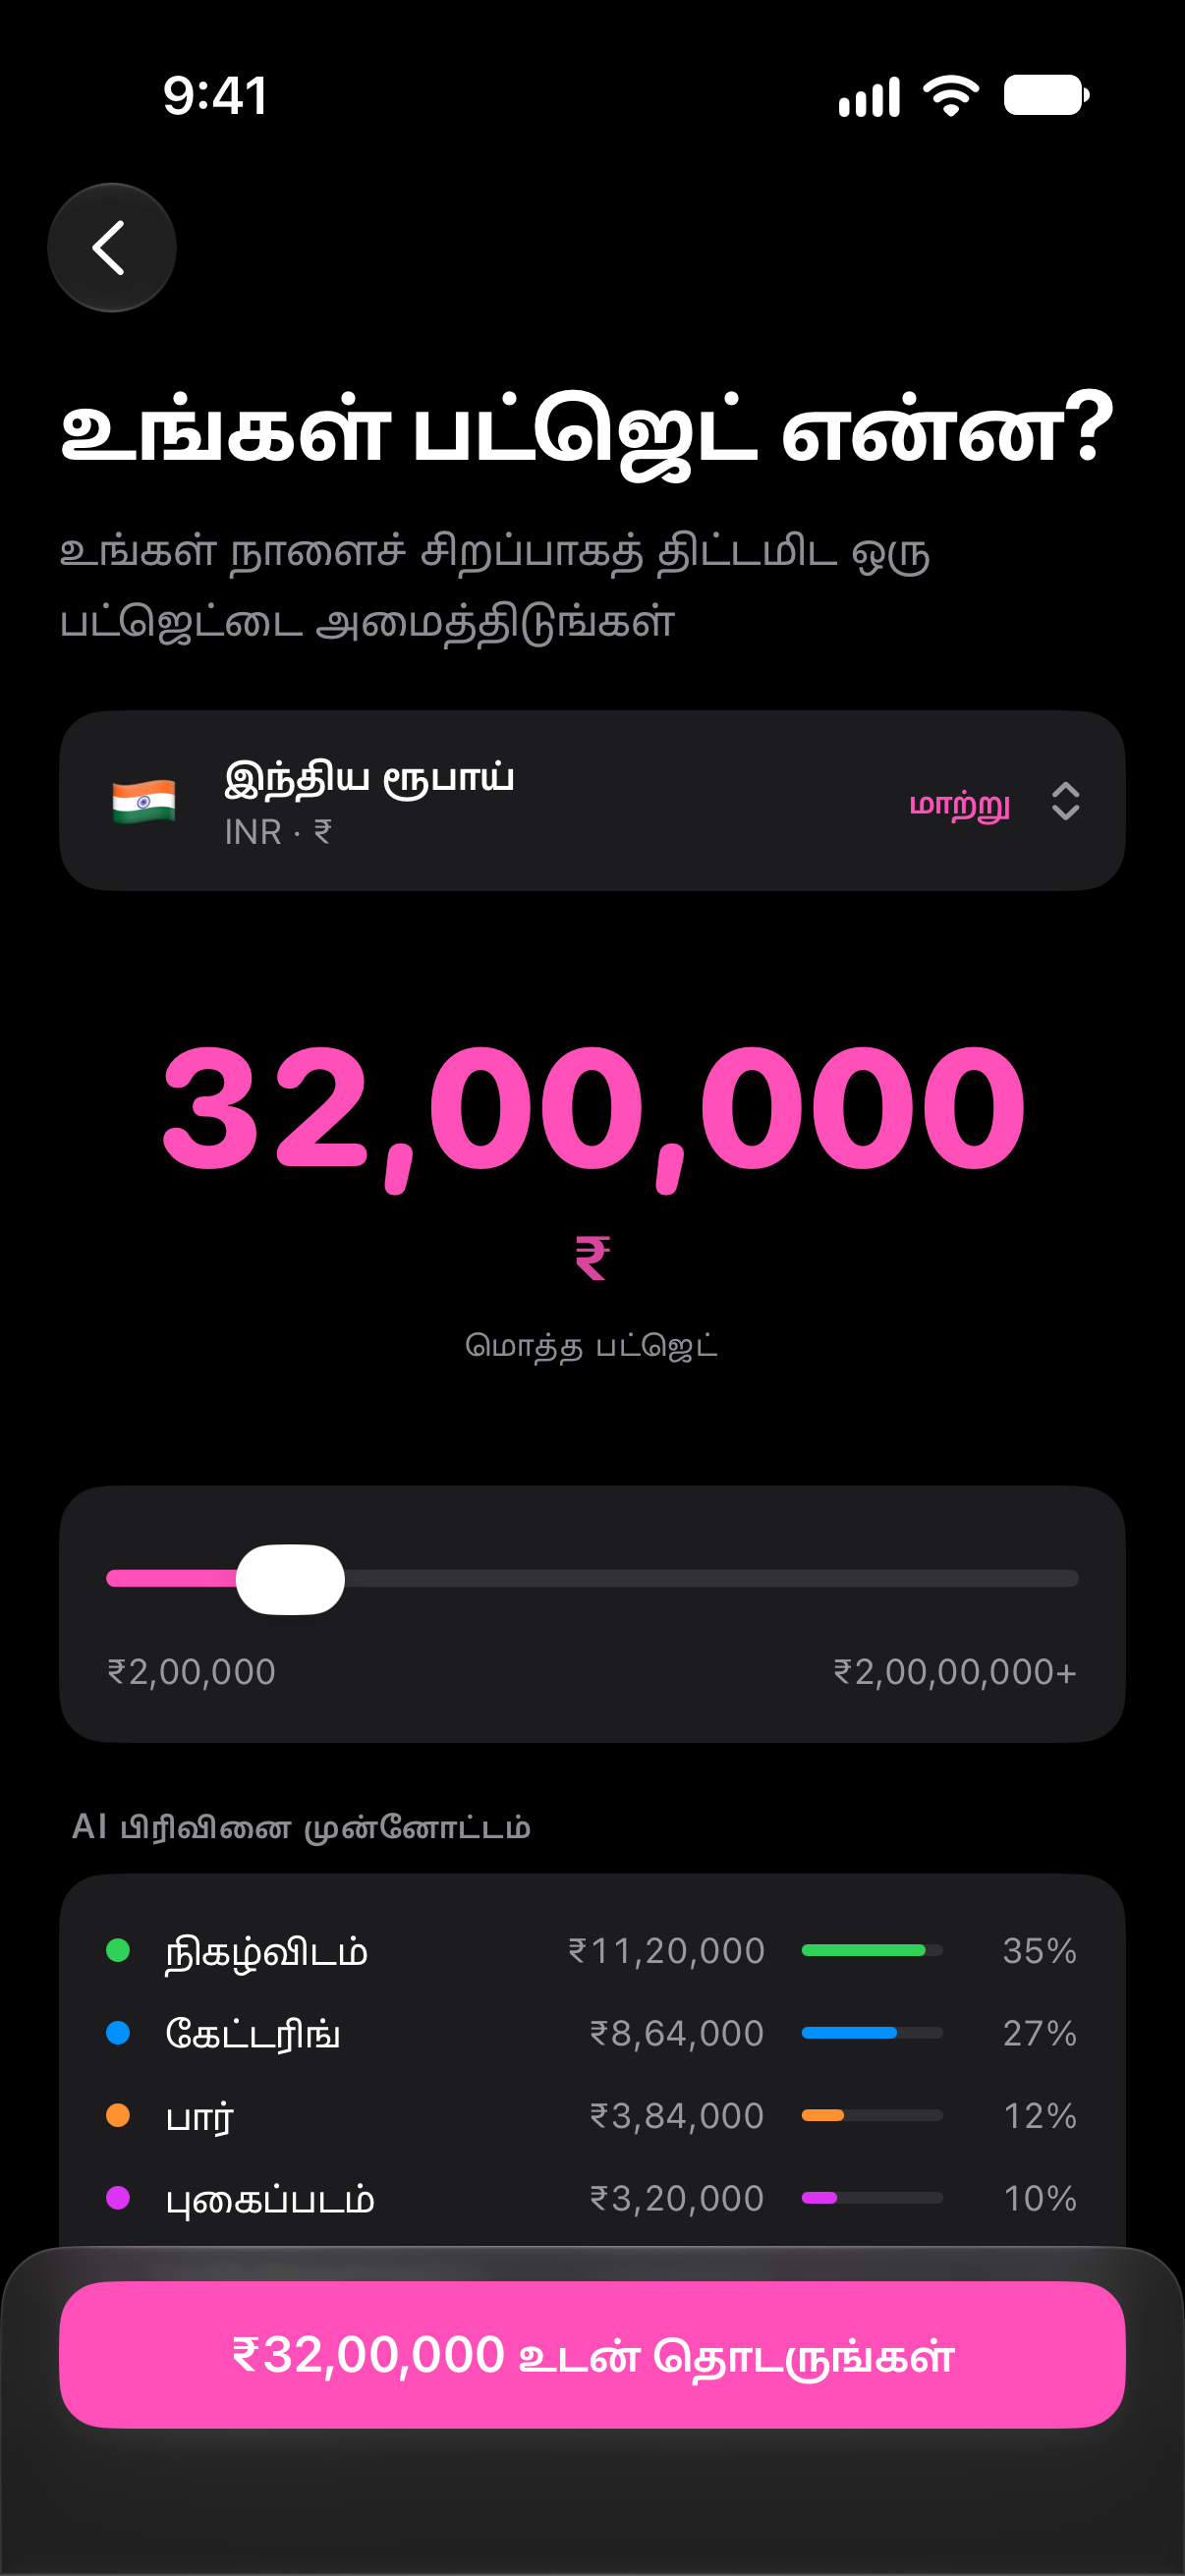 9:41
உங்கள் பட்ஜெட் என்ன?
உங்கள் நாளைச் சிறப்பாகத் திட்டமிட ஒரு
பட்ஜெட்டை அமைத்திடுங்கள்
இந்திய ரூபாய்
INR · ₹
மாற்று
32,00,000
₹
மொத்த பட்ஜெட்
₹2,00,000
₹2,00,00,000+
AI பிரிவினை முன்னோட்டம்
நிகழ்விடம் ₹11,20,000 35%
கேட்டரிங் ₹8,64,000 27%
பார் ₹3,84,000 12%
புகைப்படம் ₹3,20,000 10%
₹32,00,000 உடன் தொடருங்கள்